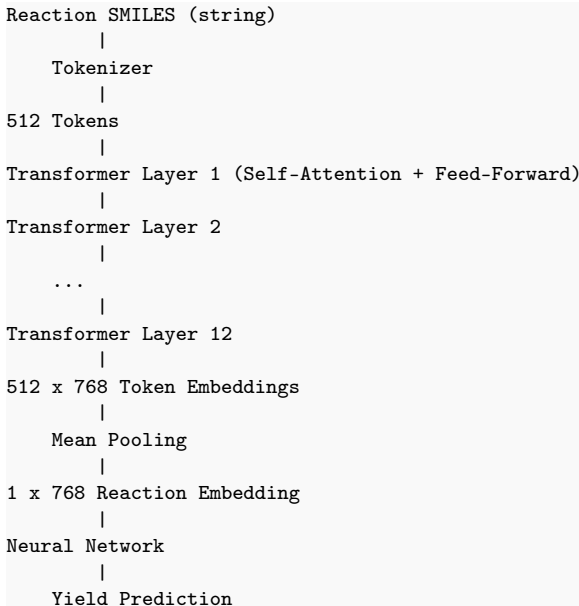 Reaction SMILES (string)
|
Tokenizer
|
512 Tokens
|
Transformer Layer 1 (Self-Attention + Feed-Forward)
|
Transformer Layer 2
|
...
|
Transformer Layer 12
|
512 x 768 Token Embeddings
|
Mean Pooling
|
1 x 768 Reaction Embedding
|
Neural Network
|
Yield Prediction